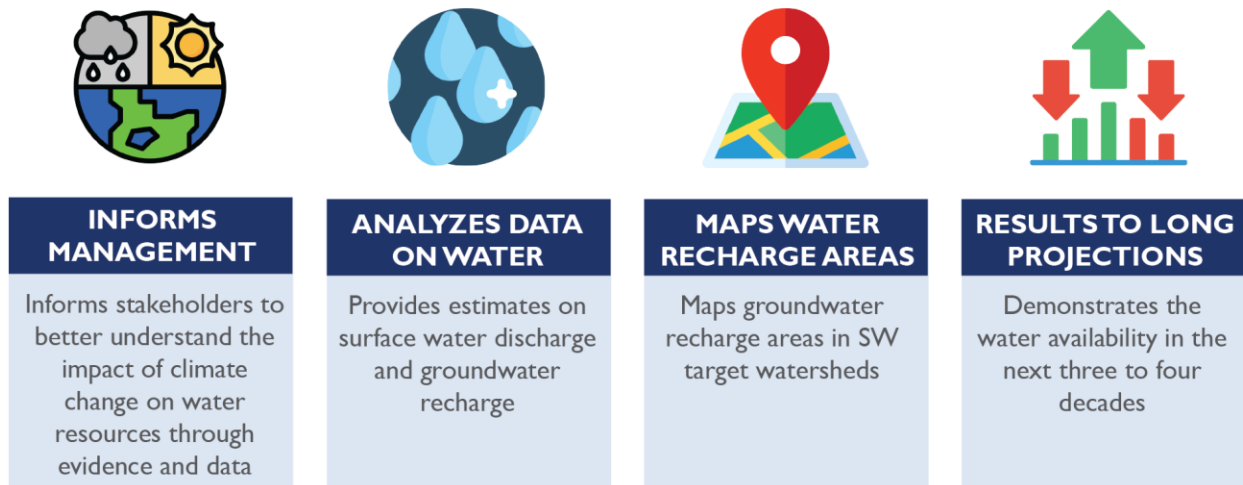 INFORMS
MANAGEMENT
Informs stakeholders to
better understand the
impact of climate
change on water
resources through
evidence and data
ANALYZES DATA
ON WATER
Provides estimates on
surface water discharge
and groundwater
recharge
MAPS WATER
RECHARGE AREAS
Maps groundwater
recharge areas in SW
target watersheds
RESULTS TO LONG
PROJECTIONS
Demonstrates the
water availability in the
next three to four
decades